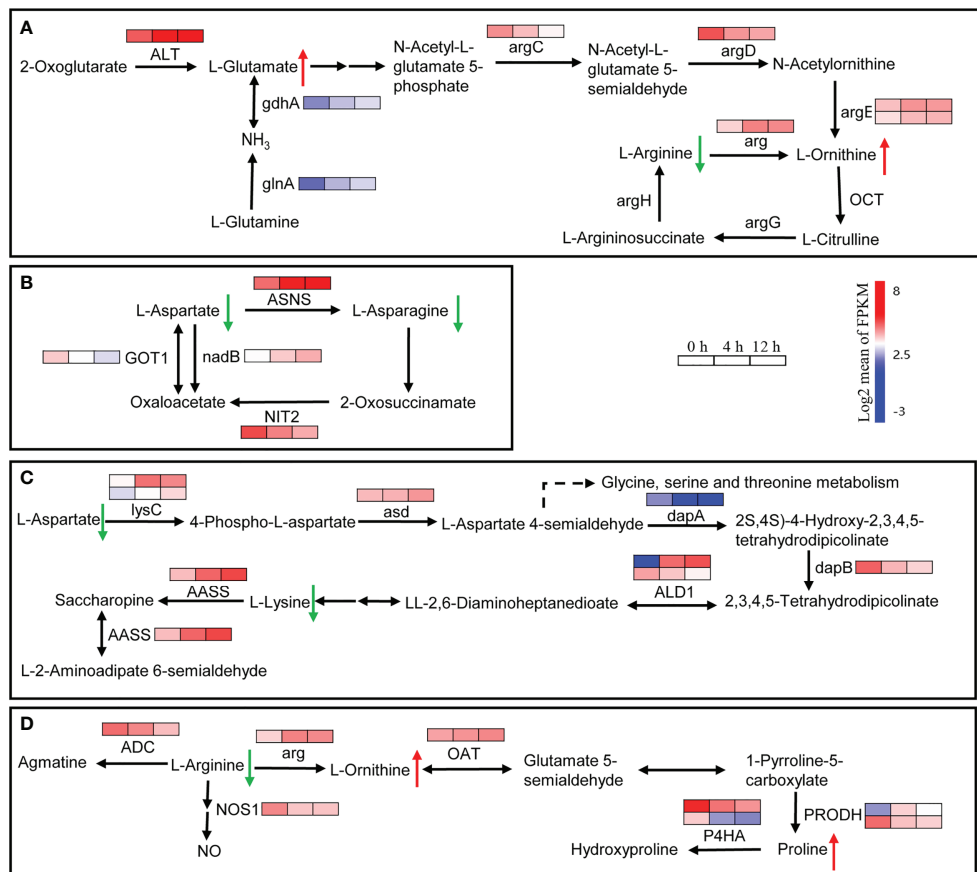 A
ALT
2-Oxoglutarate
L-Glutamate
N-Acetyl-L-
glutamate 5-
phosphate
argC
N-Acetyl-L-
glutamate 5-
semialdehyde
argD
N-Acetylornithine
gdhA
NH3
glnA
L-Glutamine
argE
L-Arginine
arg
L-Ornithine
argH
OCT
L-Argininosuccinate
argG
L-Citrulline
B
L-Aspartate
ASNS
L-Asparagine
GOT1
nadB
Oxaloacetate
2-Oxosuccinamate
NIT2
0 h 4 h 12 h
Log2 mean of FPKM
8
2.5
-3
C
L-Aspartate
lysC
4-Phospho-L-aspartate
asd
L-Aspartate 4-semialdehyde
Glycine, serine and threonine metabolism
dapA
2S,4S)-4-Hydroxy-2,3,4,5-
tetrahydrodipicolinate
dapB
Saccharopine
AASS
L-Lysine
LL-2,6-Diaminoheptanedioate
ALD1
2,3,4,5-Tetrahydrodipicolinate
AASS
L-2-Aminoadipate 6-semialdehyde
D
Agmatine
ADC
L-Arginine
arg
L-Ornithine
OAT
Glutamate 5-
semialdehyde
1-Pyrroline-5-
carboxylate
NOS1
NO
PRODH
P4HA
Hydroxyproline
Proline